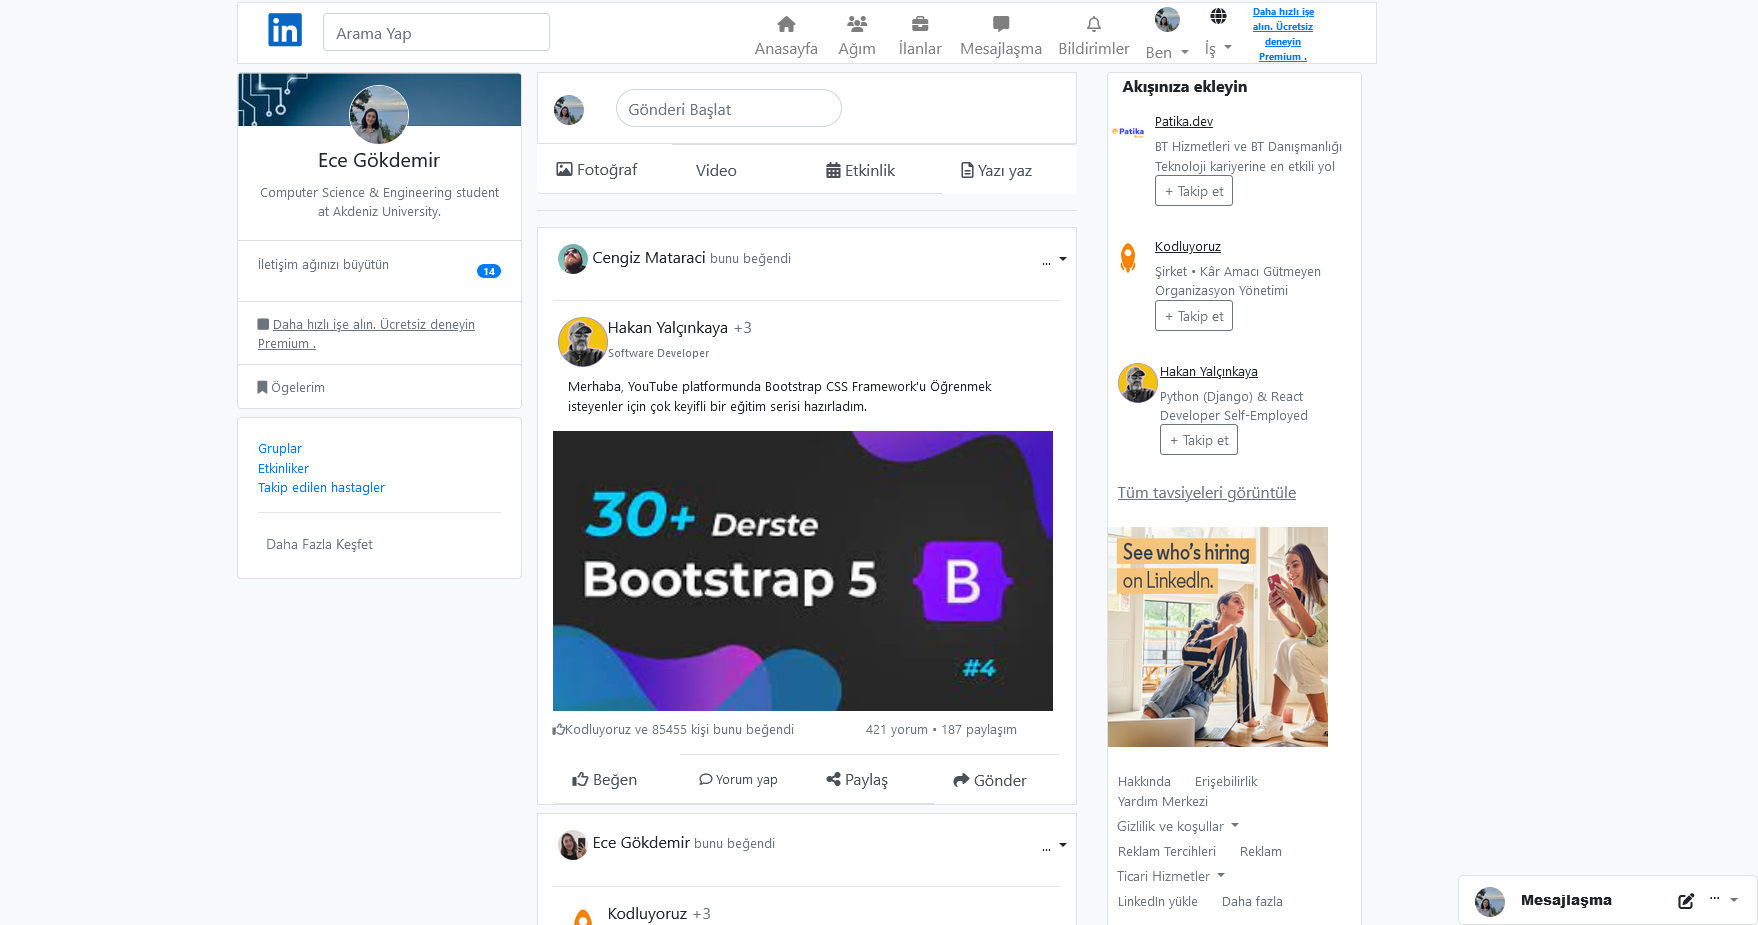 in
Arama Yap
Anasayfa
Ağım
İlanlar
Mesajlaşma
Bildirimler
Ben
İş
Daha hızlı işe
alın. Ücretsiz
deneyin
Premium .
Ece Gökdemir
Computer Science & Engineering student
at Akdeniz University.
İletişim ağınızı büyütün
14
Daha hızlı işe alın. Ücretsiz deneyin
Premium .
Ögelerim
Gruplar
Etkinliker
Takip edilen hastagler
Daha Fazla Keşfet
Gönderi Başlat
Fotoğraf
Video
Etkinlik
Yazı yaz
Cengiz Mataraci bunu beğendi
...
Hakan Yalçınkaya +3
Software Developer
Merhaba, YouTube platformunda Bootstrap CSS Framework'u Öğrenmek
isteyenler için çok keyifli bir eğitim serisi hazırladım.
30+ Derste
Bootstrap 5
B
#4
Kodluyoruz ve 85455 kişi bunu beğendi
421 yorum • 187 paylaşım
Beğen
Yorum yap
Paylaş
Gönder
Ece Gökdemir bunu beğendi
...
Kodluyoruz +3
Akışınıza ekleyin
Patika
Patika.dev
BT Hizmetleri ve BT Danışmanlığı
Teknoloji kariyerine en etkili yol
+ Takip et
Kodluyoruz
Şirket • Kâr Amacı Gütmeyen
Organizasyon Yönetimi
+ Takip et
Hakan Yalçınkaya
Python (Django) & React
Developer Self-Employed
+ Takip et
Tüm tavsiyeleri görüntüle
See who's hiring
on LinkedIn.
Hakkında
Erişebilirlik
Yardım Merkezi
Gizlilik ve koşullar
Reklam Tercihleri
Reklam
Ticari Hizmetler
LinkedIn yükle
Daha fazla
Mesajlaşma
...